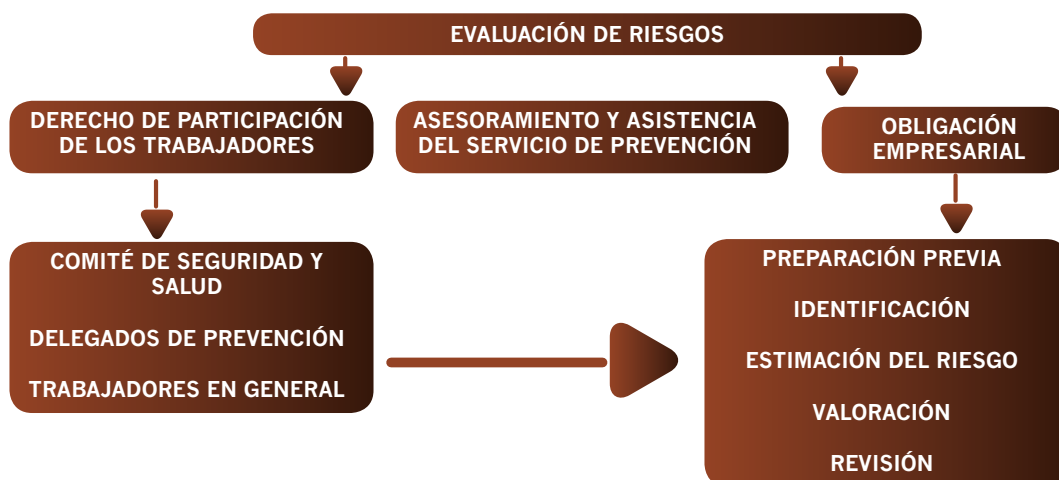 EVALUACIÓN DE RIESGOS
DERECHO DE PARTICIPACIÓN
DE LOS TRABAJADORES
ASESORAMIENTO Y ASISTENCIA
DEL SERVICIO DE PREVENCIÓN
OBLIGACIÓN
EMPRESARIAL
COMITÉ DE SEGURIDAD Y
SALUD
DELEGADOS DE PREVENCIÓN
TRABAJADORES EN GENERAL
PREPARACIÓN PREVIA
IDENTIFICACIÓN
ESTIMACIÓN DEL RIESGO
VALORACIÓN
REVISIÓN